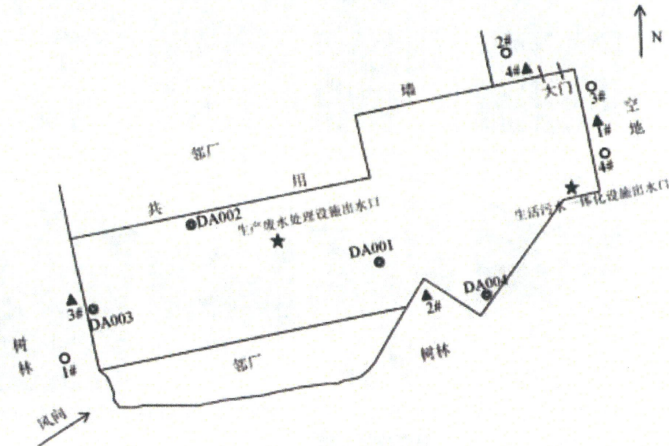 N
2#
4#
大门
3#
空
地
1#
4#
墙
邻厂
共
用
DA002
生产废水处理设施出水口
生活污水一体化设施出水口
DA001
DA004
2#
3#
DA003
树
林
1#
邻厂
树林
风向